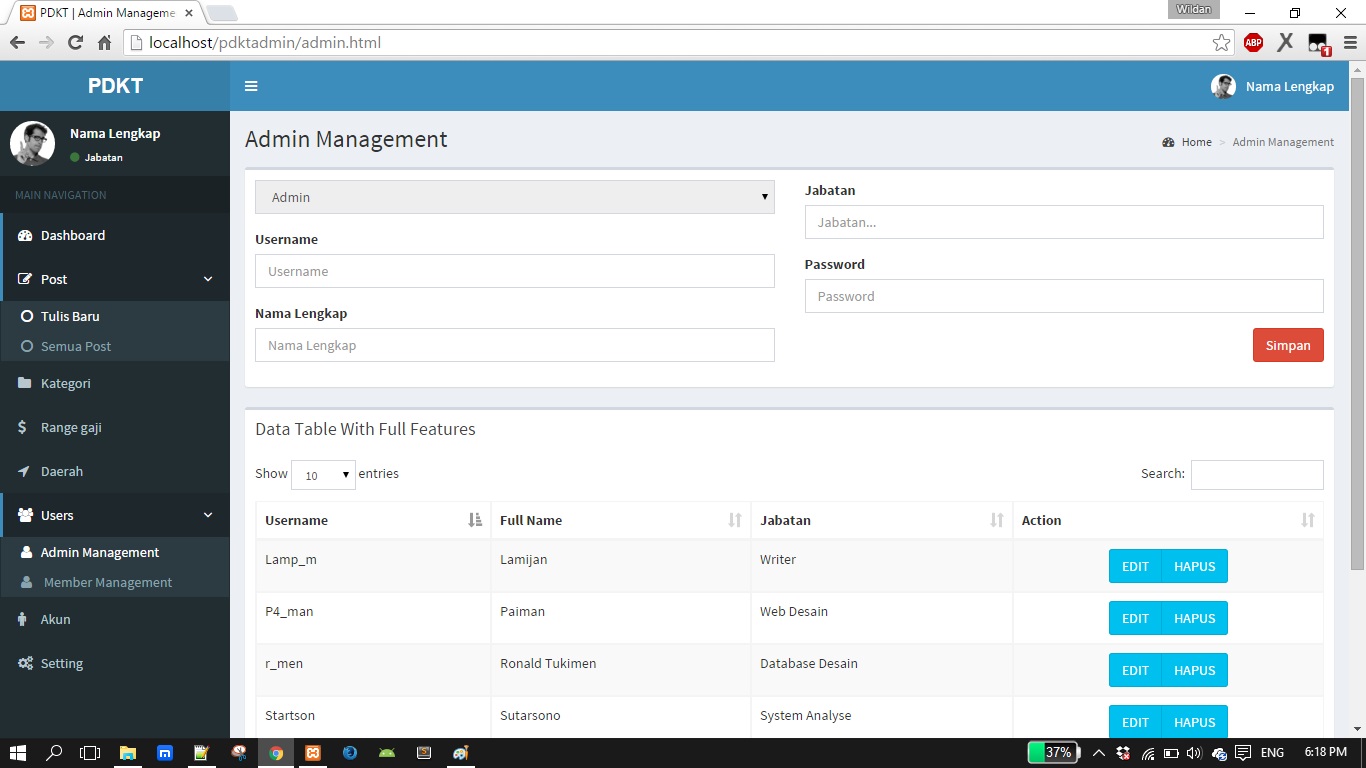 PDKT | Admin Manageme
Wildan
localhost/pdktadmin/admin.html
ABP
1
PDKT
Nama Lengkap
Nama Lengkap
Jabatan
Admin Management
Home > Admin Management
MAIN NAVIGATION
Dashboard
Post
Tulis Baru
Semua Post
Kategori
Range gaji
Daerah
Users
Admin Management
Member Management
Akun
Setting
Admin
Username
Username
Nama Lengkap
Nama Lengkap
Jabatan
Jabatan...
Password
Password
Simpan
Data Table With Full Features
Show 10 entries
Search:
Username Full Name Jabatan Action
Lamp_m Lamijan Writer EDIT HAPUS
P4_man Paiman Web Desain EDIT HAPUS
r_men Ronald Tukimen Database Desain EDIT HAPUS
Startson Sutarsono System Analyse EDIT HAPUS
37%
ENG
6:18 PM